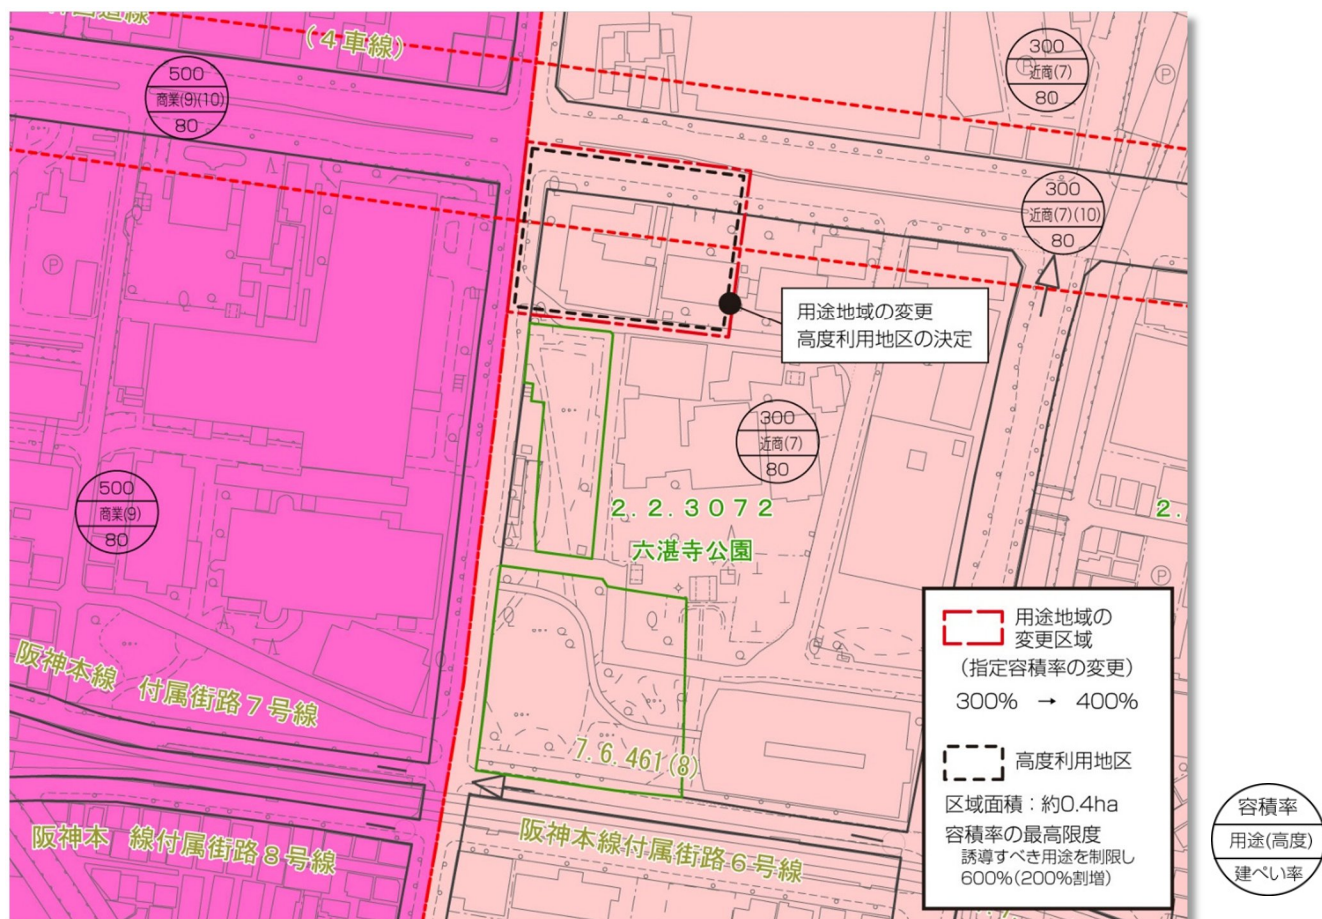 (4車線)
500
商業(9)(10)
80
300
近商(7)
80
300
近商(7)(10)
80
用途地域の変更
高度利用地区の決定
300
近商(7)
80
500
商業(9)
80
2.2.3072
六湛寺公園
2.
阪神本線 付属街路7号線
7.6.461(8)
阪神本 線付属街路8号線
阪神本線付属街路6号線
用途地域の
変更区域
(指定容積率の変更)
300% → 400%
高度利用地区
区域面積:約0.4ha
容積率の最高限度
誘導すべき用途を制限し
600%(200%割増)
容積率
用途(高度)
建ぺい率
P
P
P
P